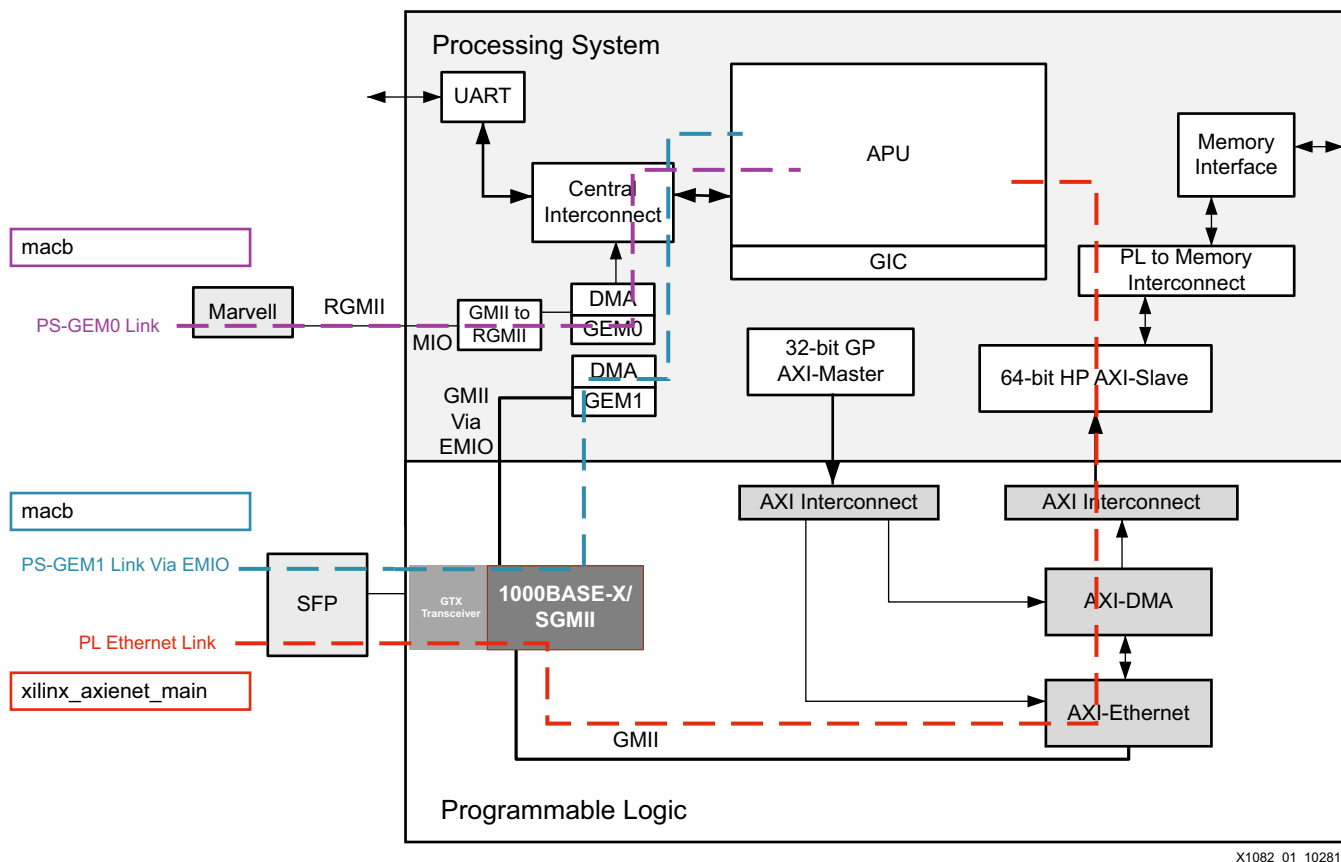 Processing System
UART
APU
Memory
Interface
Central
Interconnect
macb
GIC
PL to Memory
Interconnect
Marvell
RGMII
DMA
GEM0
GMII to
RGMII
PS-GEM0 Link
MIO
32-bit GP
AXI-Master
64-bit HP AXI-Slave
DMA
GEM1
GMII
Via
EMIO
macb
AXI Interconnect
AXI Interconnect
PS-GEM1 Link Via EMIO
SFP
GTX
Transceiver
1000BASE-X/
SGMII
AXI-DMA
PL Ethernet Link
xilinx_axienet_main
AXI-Ethernet
GMII
Programmable Logic
X1082_01_10281